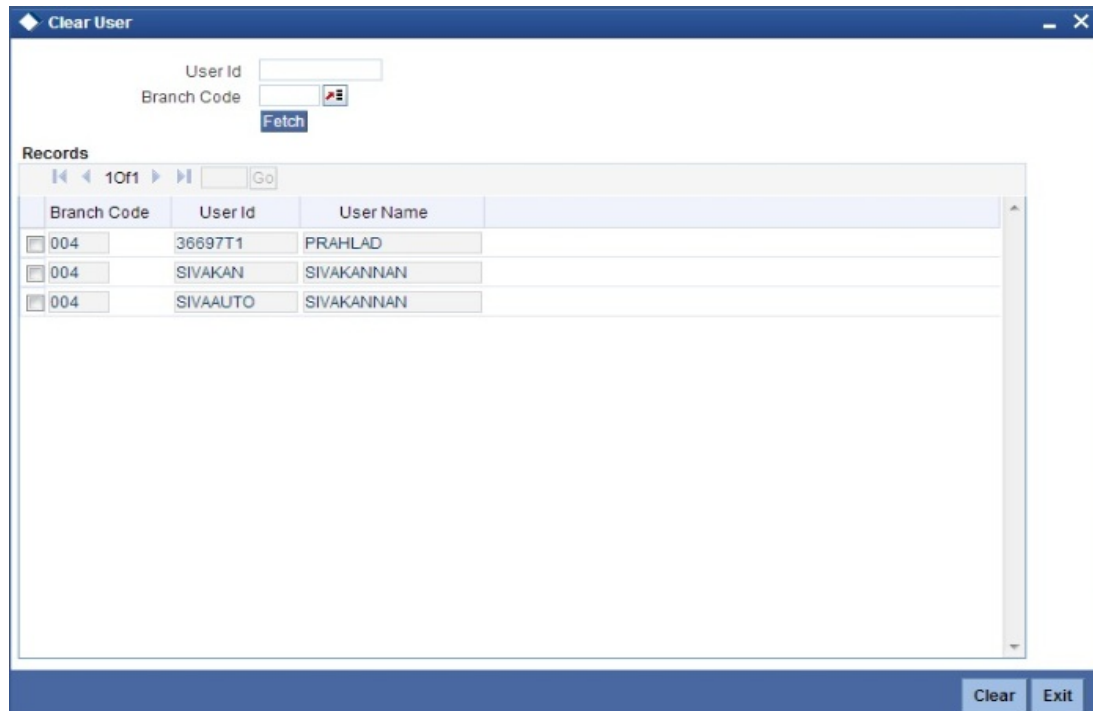 Clear User
User Id
Branch Code
Fetch
Records
1Of1 Go
Branch Code User Id User Name
004 36697T1 PRAHLAD
004 SIVAKAN SIVAKANNAN
004 SIVAAUTO SIVAKANNAN
Clear Exit